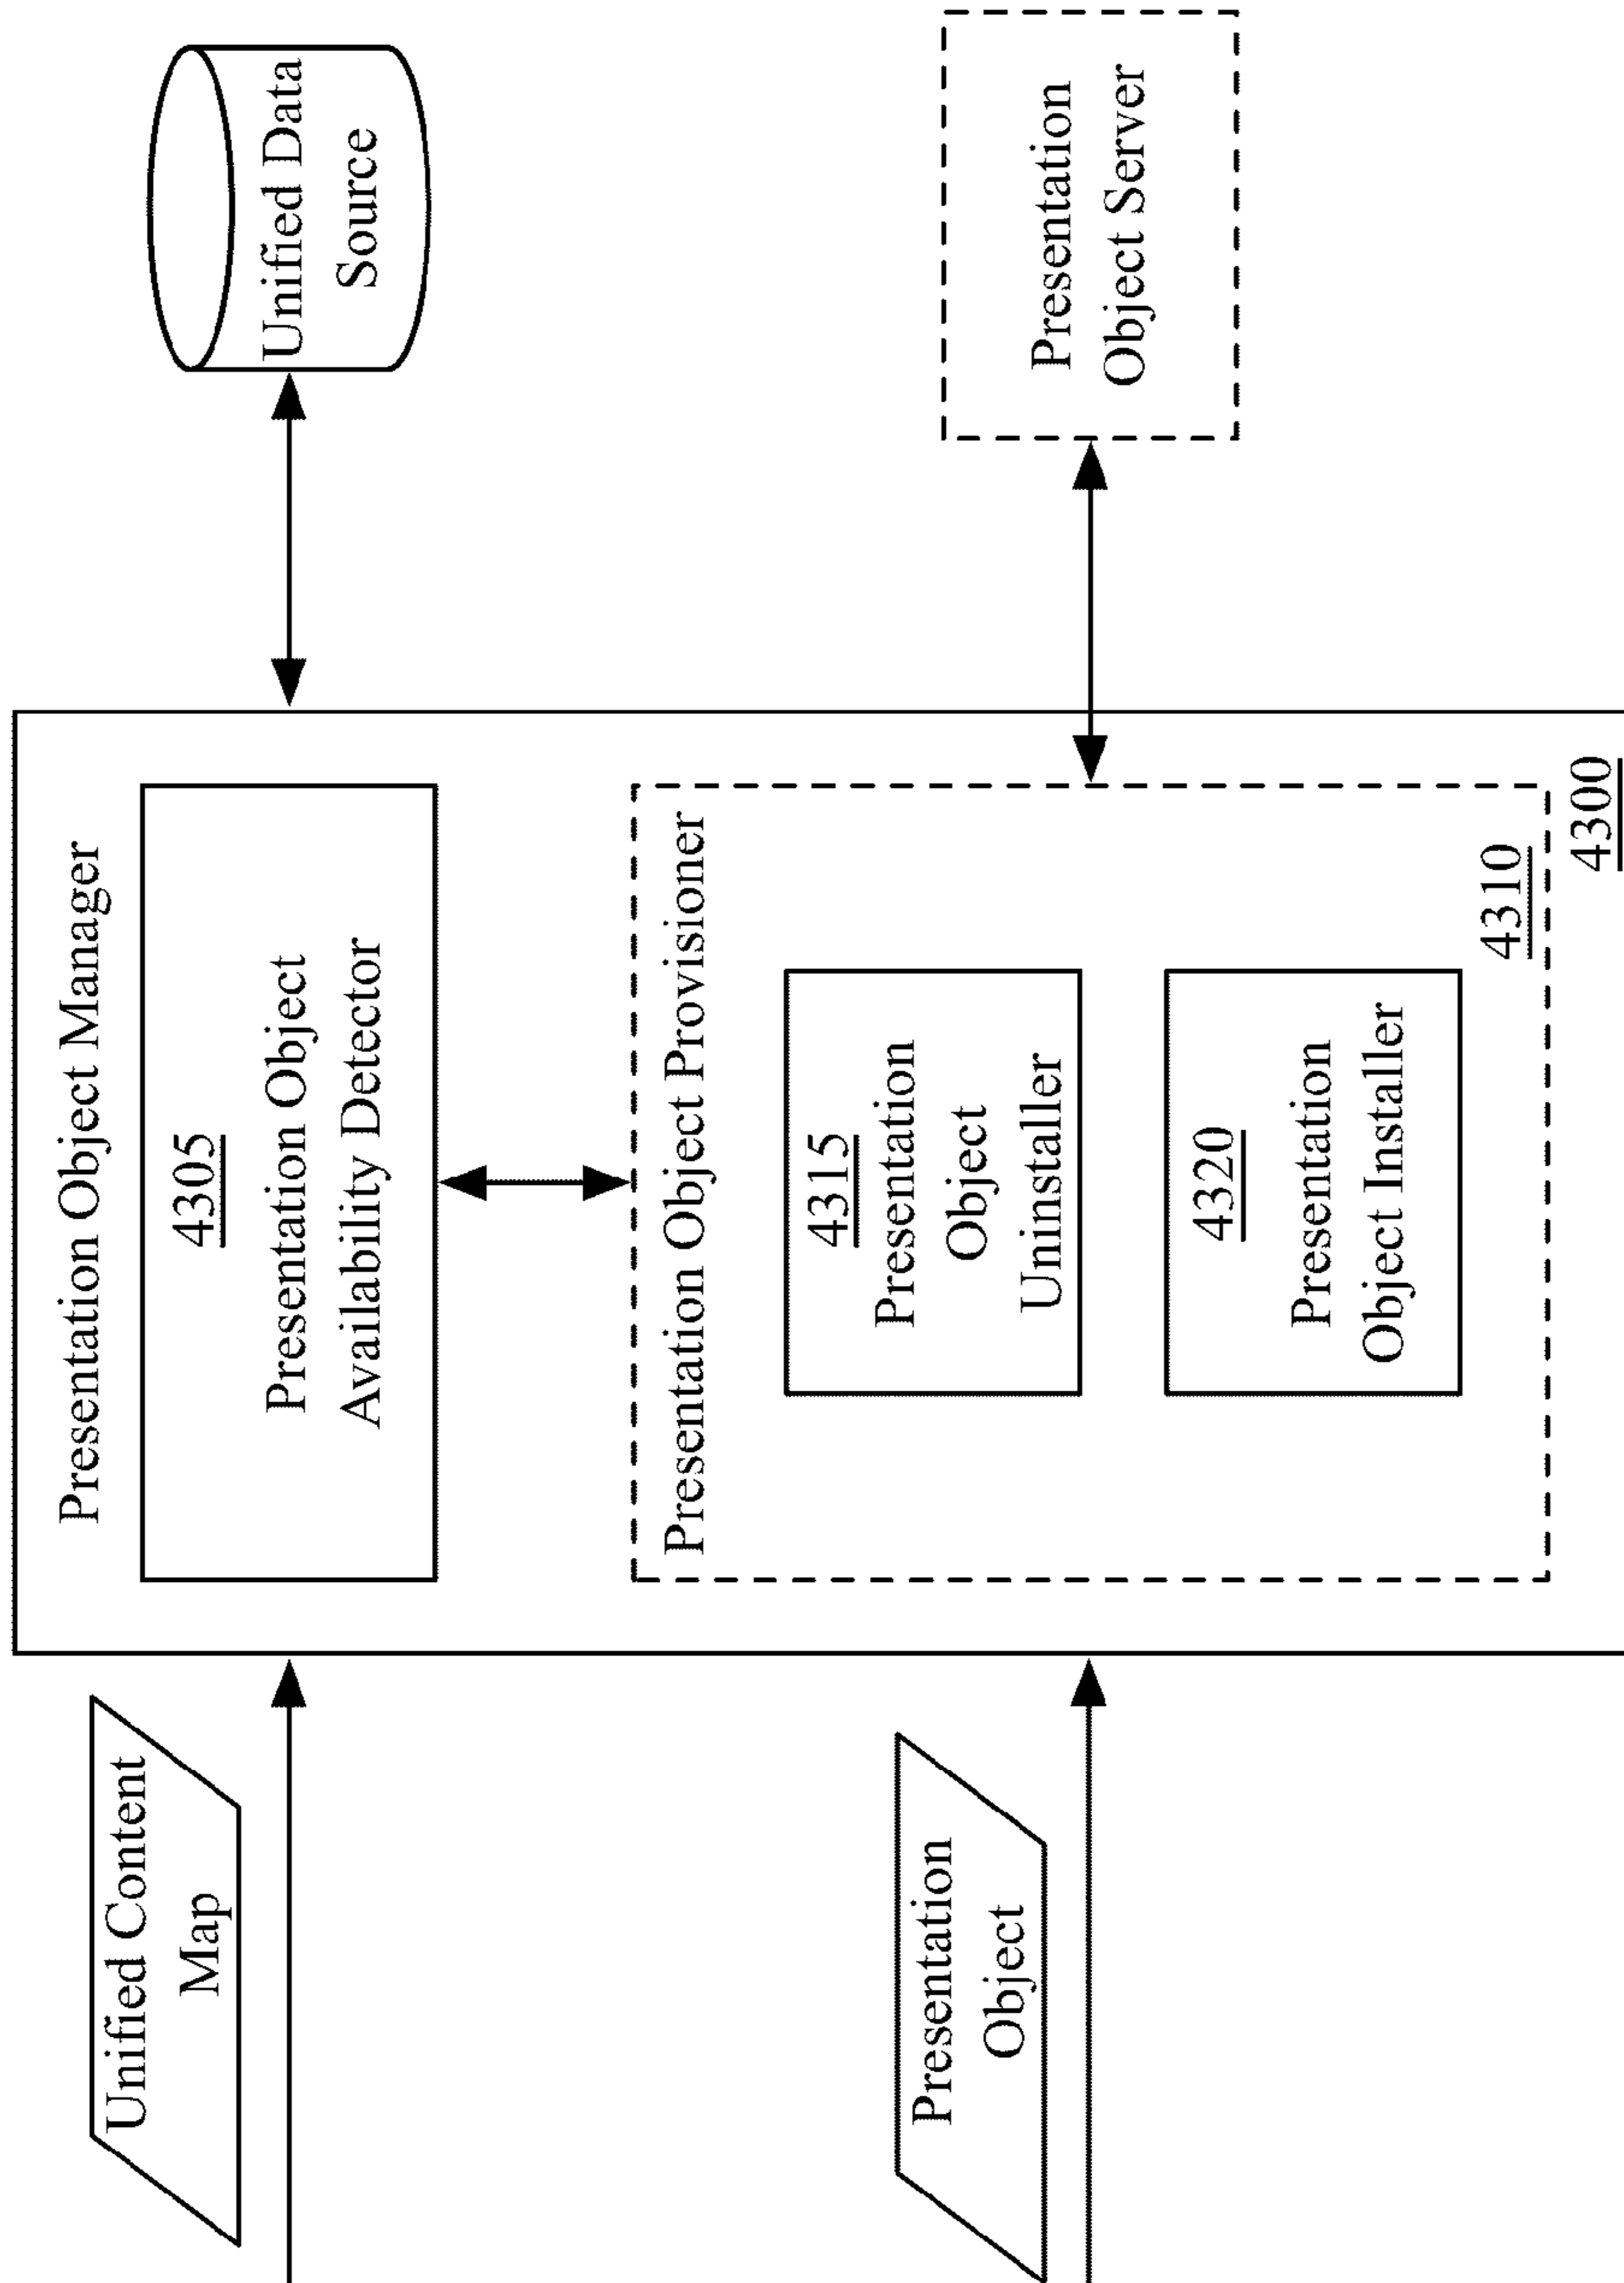 Unified Content
Map
Presentation
Object
Presentation Object Manager
4305
Presentation Object
Availability Detector
Presentation Object Provisioner
4315
Presentation
Object
Uninstaller
4320
Presentation
Object Installer
4310
4300
Unified Data
Source
Presentation
Object Server